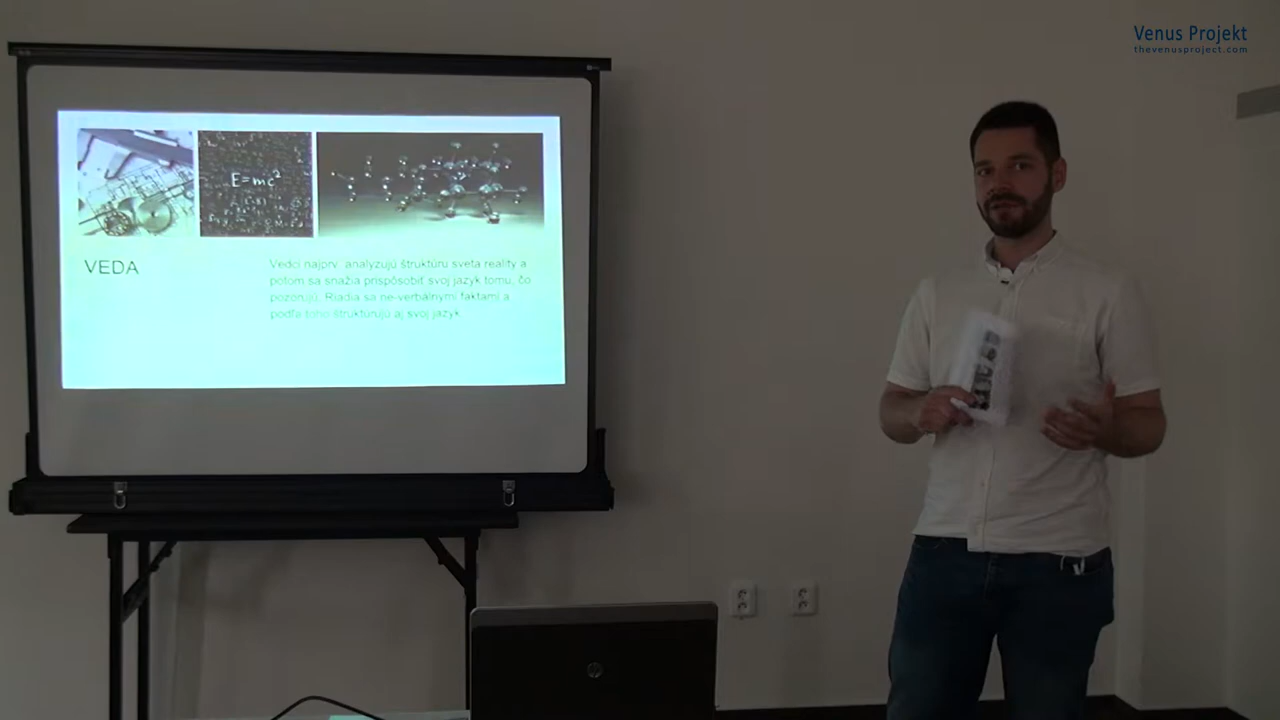 Venus Projekt
thevenusproject.com
E=mc²
VEDA
Vedci najprv analyzujú štruktúru sveta reality a
potom sa snažia prispôsobiť svoj jazyk tomu, čo
pozorujú. Riadia sa ne-verbálnymi faktami a
podľa toho štruktúrujú aj svoj jazyk.